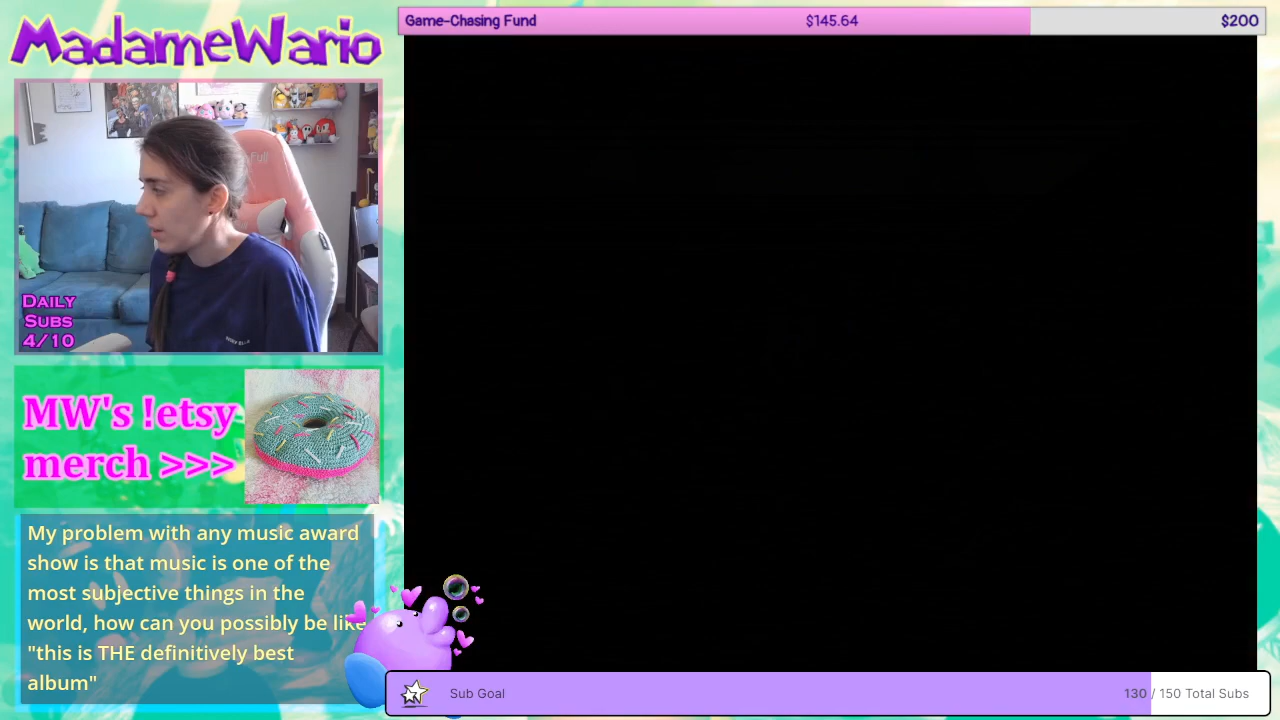 MadameWario
Game-Chasing Fund
$145.64
$200
Full
Daily
Subs
4/10
MW's !etsy
merch >>>
My problem with any music award
show is that music is one of the
most subjective things in the
world, how can you possibly be like
"this is THE definitively best
album"
Sub Goal
130 / 150 Total Subs